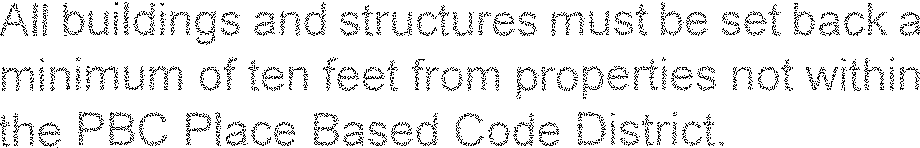 All buildings and structures must be set back a
minimum of ten feet from properties not within
the PBC Place Based Code District.